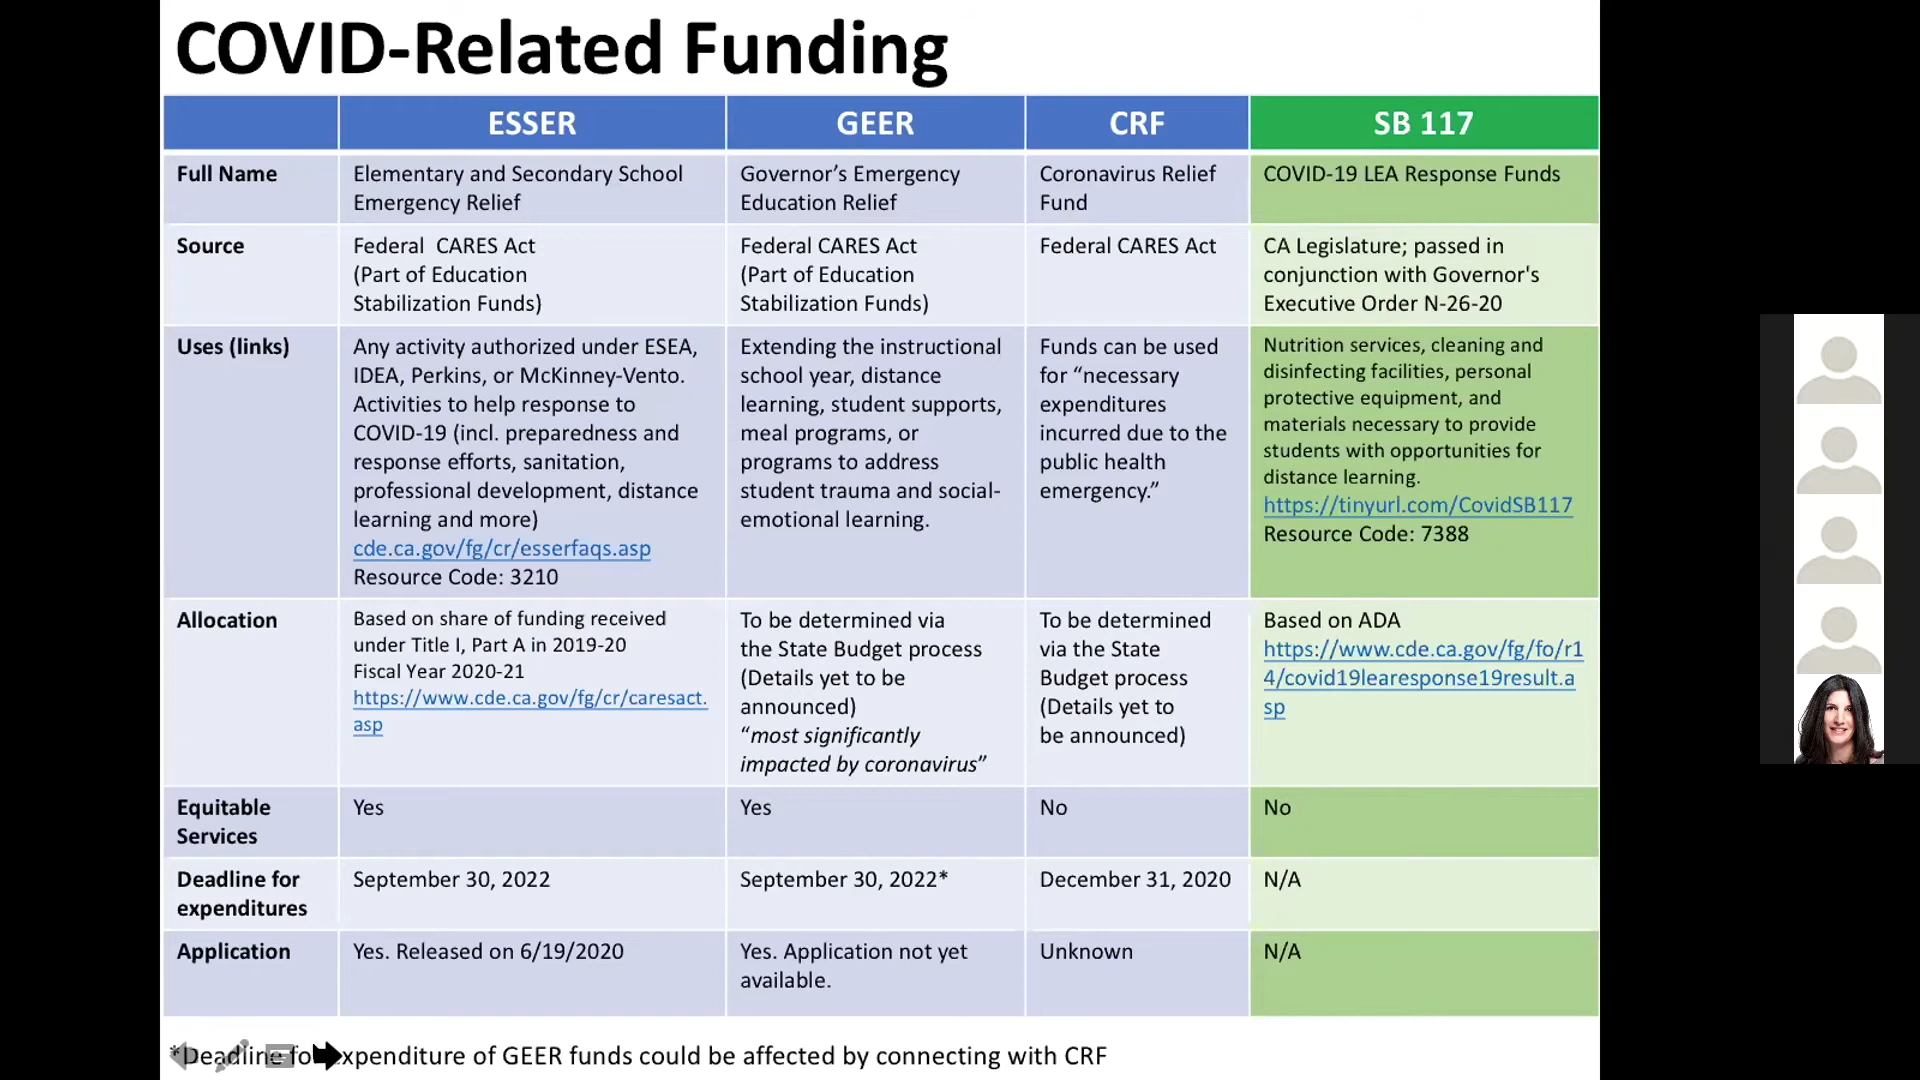 COVID-Related Funding
ESSER GEER CRF SB 117
Full Name
Elementary and Secondary School
Emergency Relief
Governor’s Emergency
Education Relief
Coronavirus Relief
Fund
COVID-19 LEA Response Funds
Source
Federal CARES Act
(Part of Education
Stabilization Funds)
Federal CARES Act
(Part of Education
Stabilization Funds)
Federal CARES Act
CA Legislature; passed in
conjunction with Governor's
Executive Order N-26-20
Uses (links)
Any activity authorized under ESEA,
IDEA, Perkins, or McKinney-Vento.
Activities to help response to
COVID-19 (incl. preparedness and
response efforts, sanitation,
professional development, distance
learning and more)
cde.ca.gov/fg/cr/esserfaqs.asp
Resource Code: 3210
Extending the instructional
school year, distance
learning, student supports,
meal programs, or
programs to address
student trauma and social-
emotional learning.
Funds can be used
for “necessary
expenditures
incurred due to the
public health
emergency.”
Nutrition services, cleaning and
disinfecting facilities, personal
protective equipment, and
materials necessary to provide
students with opportunities for
distance learning.
https://tinyurl.com/CovidSB117
Resource Code: 7388
Allocation
Based on share of funding received
under Title I, Part A in 2019-20
Fiscal Year 2020-21
https://www.cde.ca.gov/fg/cr/caresact.
asp
To be determined via
the State Budget process
(Details yet to be
announced)
“most significantly
impacted by coronavirus”
To be determined
via the State
Budget process
(Details yet to
be announced)
Based on ADA
https://www.cde.ca.gov/fg/fo/r1
4/covid19learesponse19result.a
sp
Equitable
Services
Yes
Yes
No
No
Deadline for
expenditures
September 30, 2022
September 30, 2022*
December 31, 2020
N/A
Application
Yes. Released on 6/19/2020
Yes. Application not yet
available.
Unknown
N/A
*Deadline for expenditure of GEER funds could be affected by connecting with CRF